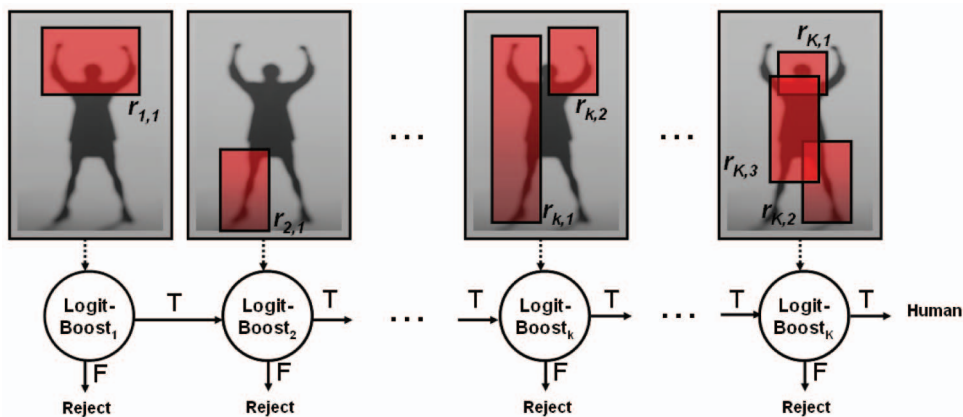 r1,1
r2,1
...
rk,1
rk,2
...
rK,1
rK,3
rK,2
Logit-
Boost1
T
Logit-
Boost2
T
...
T
Logit-
Boostk
T
...
T
Logit-
BoostK
T
Human
F
F
F
F
Reject
Reject
Reject
Reject